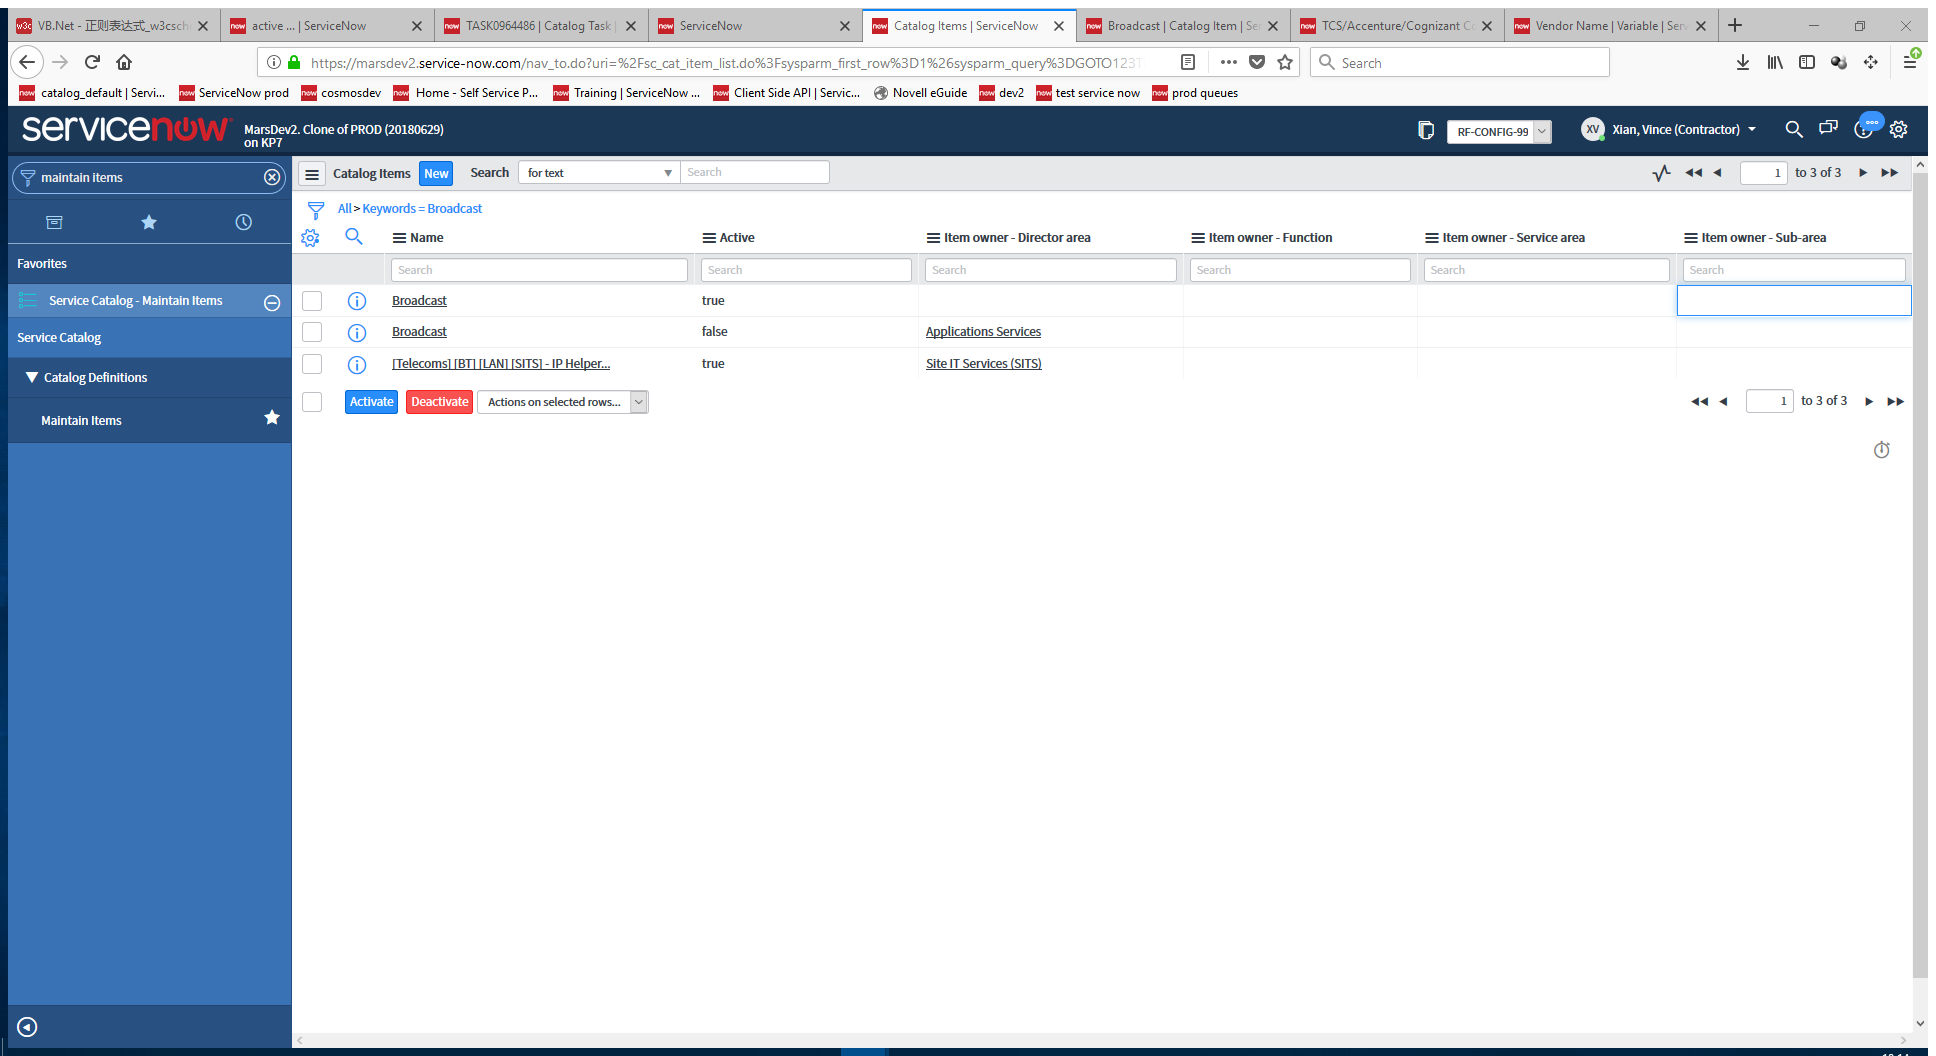 VB.Net - 正则表达式_w3csch
active ... | ServiceNow
TASK0964486 | Catalog Task |
ServiceNow
Catalog Items | ServiceNow
Broadcast | Catalog Item | Se
TCS/Accenture/Cognizant Co
Vendor Name | Variable | Serv
https://marsdev2.service-now.com/nav_to.do?uri=%2Fsc_cat_item_list.do%3Fsysparm_first_row%3D1%26sysparm_query%3DGOTO123T
Search
catalog_default | Servi...
ServiceNow prod
cosmosdev
Home - Self Service P...
Training | ServiceNow ...
Client Side API | Servic...
Novell eGuide
dev2
test service now
prod queues
servicenow
MarsDev2. Clone of PROD (20180629)
on KP7
RF-CONFIG-99
XV
Xian, Vince (Contractor)
maintain items
Favorites
Service Catalog - Maintain Items
Service Catalog
Catalog Definitions
Maintain Items
Catalog Items New Search for text Search
1 to 3 of 3
All > Keywords = Broadcast
Name Active Item owner - Director area Item owner - Function Item owner - Service area Item owner - Sub-area
Search Search Search Search Search Search
Broadcast true
Broadcast false Applications Services
[Telecoms] [BT] [LAN] [SITS] - IP Helper... true Site IT Services (SITS)
Activate Deactivate Actions on selected rows...
1 to 3 of 3